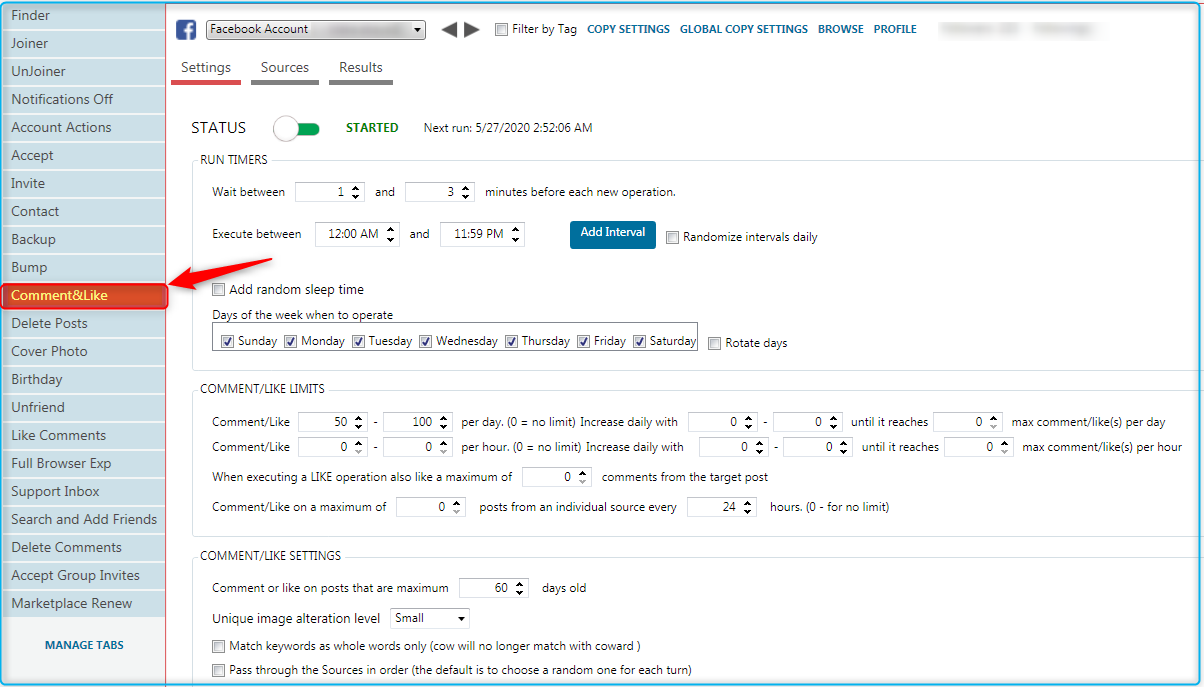 Finder
Joiner
UnJoiner
Notifications Off
Account Actions
Accept
Invite
Contact
Backup
Bump
Comment&Like
Delete Posts
Cover Photo
Birthday
Unfriend
Like Comments
Full Browser Exp
Support Inbox
Search and Add Friends
Delete Comments
Accept Group Invites
Marketplace Renew
MANAGE TABS
Facebook Account Filter by Tag COPY SETTINGS GLOBAL COPY SETTINGS BROWSE PROFILE
Settings Sources Results
STATUS STARTED Next run: 5/27/2020 2:52:06 AM
RUN TIMERS
Wait between 1 and 3 minutes before each new operation.
Execute between 12:00 AM and 11:59 PM Add Interval Randomize intervals daily
Add random sleep time
Days of the week when to operate
Sunday Monday Tuesday Wednesday Thursday Friday Saturday Rotate days
COMMENT/LIKE LIMITS
Comment/Like 50 - 100 per day. (0 = no limit) Increase daily with 0 - 0 until it reaches 0 max comment/like(s) per day
Comment/Like 0 - 0 per hour. (0 = no limit) Increase daily with 0 - 0 until it reaches 0 max comment/like(s) per hour
When executing a LIKE operation also like a maximum of 0 comments from the target post
Comment/Like on a maximum of 0 posts from an individual source every 24 hours. (0 - for no limit)
COMMENT/LIKE SETTINGS
Comment or like on posts that are maximum 60 days old
Unique image alteration level Small
Match keywords as whole words only (cow will no longer match with coward )
Pass through the Sources in order (the default is to choose a random one for each turn)